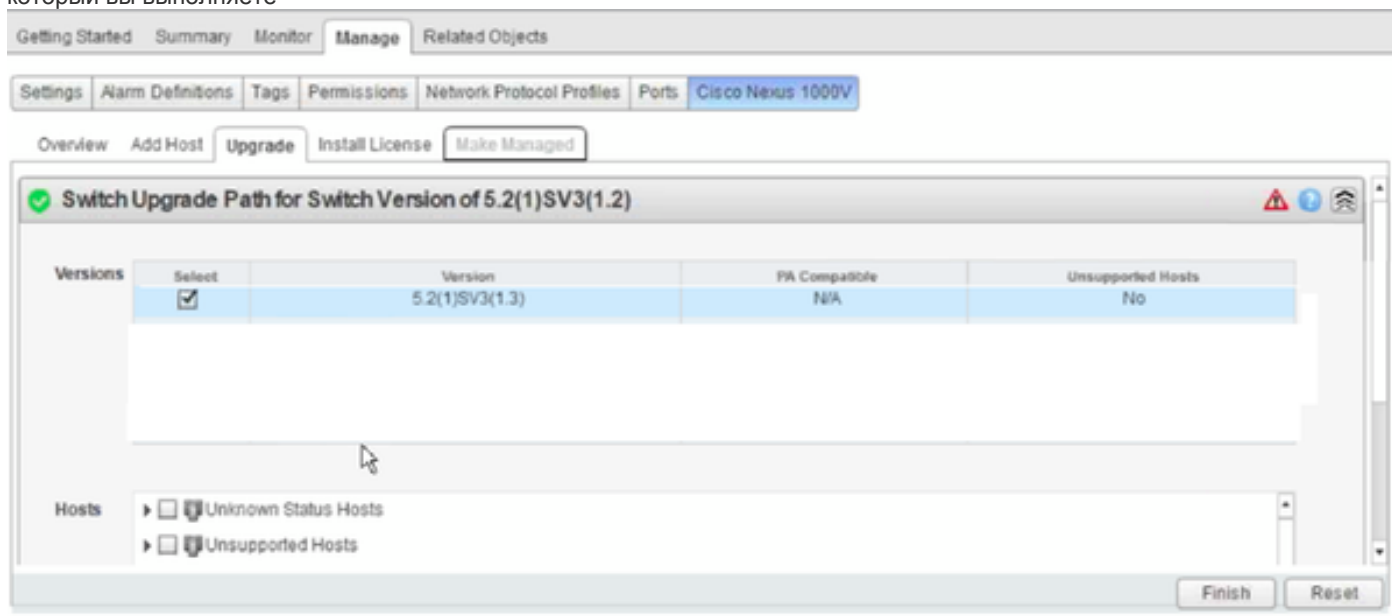 который вы выполняете
Getting Started Summary Monitor Manage Related Objects
Settings Alarm Definitions Tags Permissions Network Protocol Profiles Ports Cisco Nexus 1000V
Overview Add Host Upgrade Install License Make Managed
Switch Upgrade Path for Switch Version of 5.2(1)SV3(1.2)
Versions Select Version PA Compatible Unsupported Hosts
5.2(1)SV3(1.3) N/A No
Hosts Unknown Status Hosts
Unsupported Hosts
Finish Reset